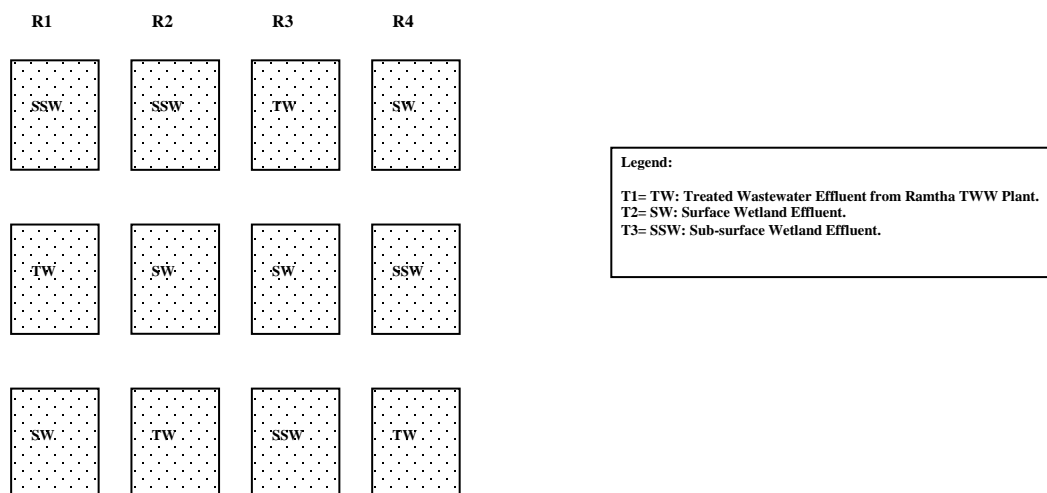 R1 R2 R3 R4
SSW SSW TW SW
TW SW SW SSW
SW TW SSW TW
Legend:
T1= TW: Treated Wastewater Effluent from Ramtha TWW Plant.
T2= SW: Surface Wetland Effluent.
T3= SSW: Sub-surface Wetland Effluent.